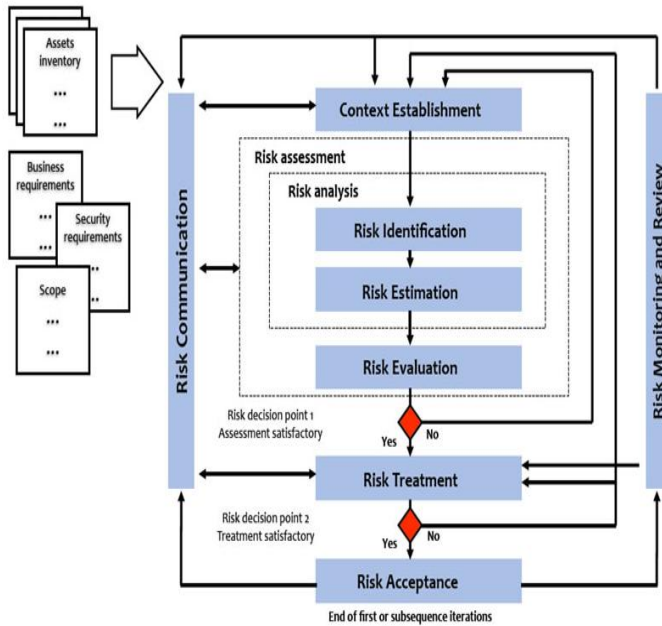 Assets
inventory
...
...
Business
requirements
...
...
Security
requirements
..
..
Scope
...
...
Risk Communication
Context Establishment
Risk assessment
Risk analysis
Risk Identification
Risk Estimation
Risk Evaluation
Risk decision point 1
Assessment satisfactory
Yes
No
Risk Treatment
Risk decision point 2
Treatment satisfactory
Yes
No
Risk Acceptance
End of first or subsequence iterations
Risk Monitoring and Review